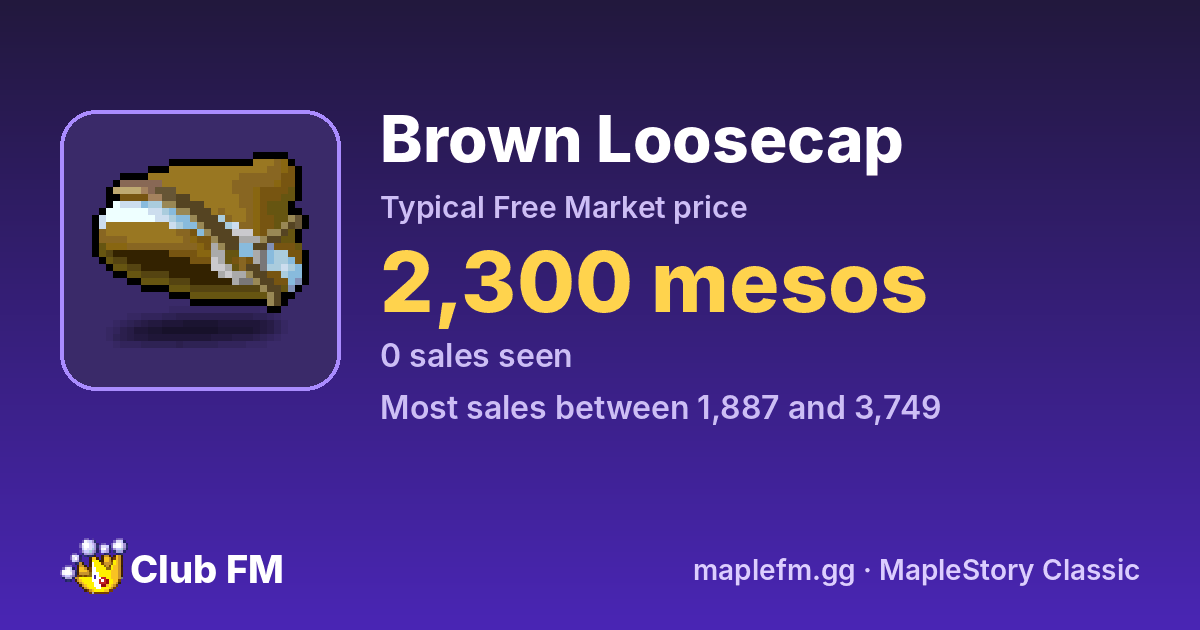 Brown Loosecap
Typical Free Market price
2,300 mesos
0 sales seen
Most sales between 1,887 and 3,749
Club FM
maplefm.gg · MapleStory Classic